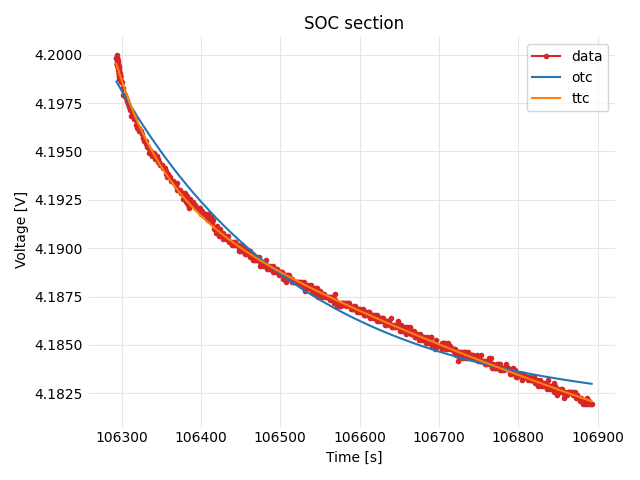 SOC section
4.2000
4.1975
4.1950
4.1925
4.1900
4.1875
4.1850
4.1825
Voltage [V]
data
otc
ttc
106300 106400 106500 106600 106700 106800 106900
Time [s]